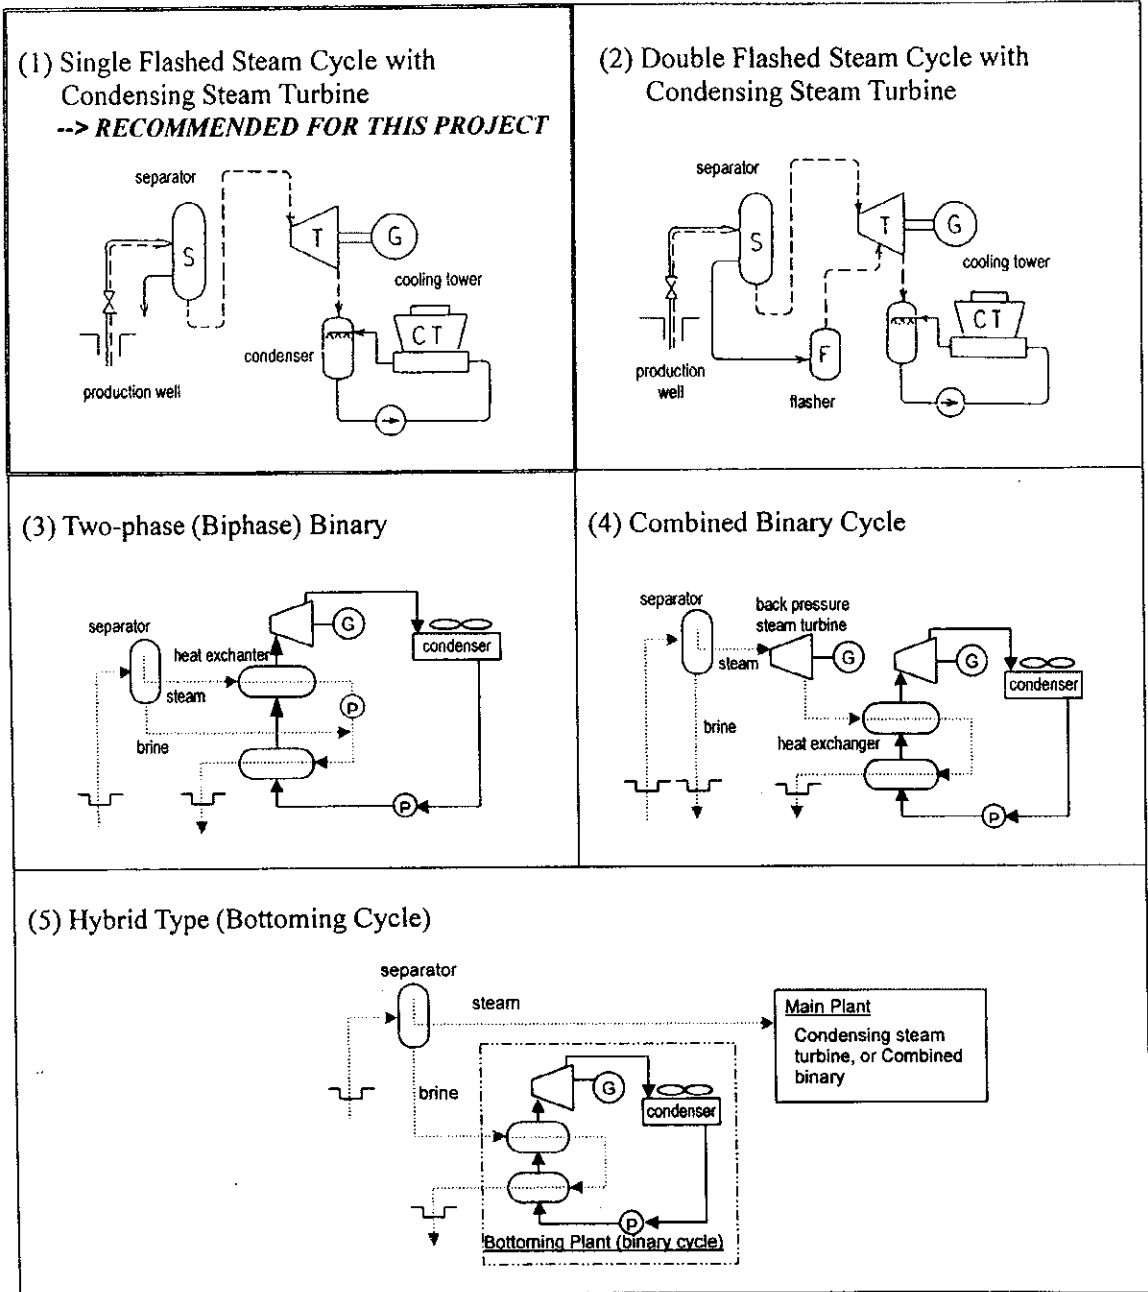 (1) Single Flashed Steam Cycle with
Condensing Steam Turbine
--> RECOMMENDED FOR THIS PROJECT
separator
S
T
G
cooling tower
CT
condenser
production well
(2) Double Flashed Steam Cycle with
Condensing Steam Turbine
separator
S
T
G
cooling tower
CT
F
production
well
flasher
(3) Two-phase (Biphase) Binary
separator
heat exchanter
steam
brine
G
condenser
P
P
(4) Combined Binary Cycle
separator
back pressure
steam turbine
steam
G
G
condenser
brine
heat exchanger
P
(5) Hybrid Type (Bottoming Cycle)
separator
steam
brine
G
condenser
P
Bottoming Plant (binary cycle)
Main Plant
Condensing steam
turbine, or Combined
binary